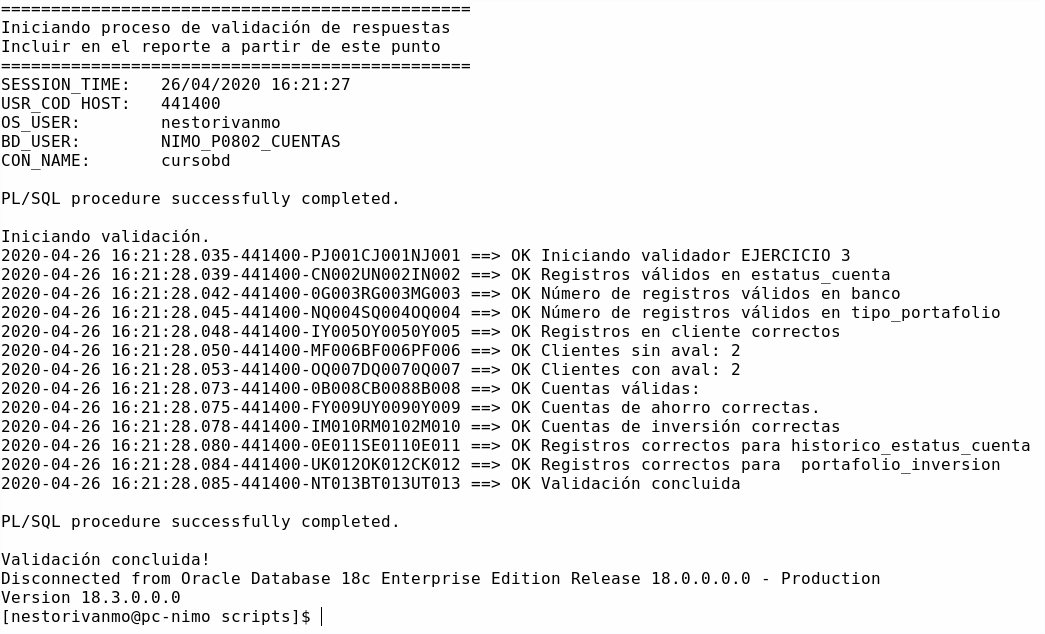 ===============================================
Iniciando proceso de validación de respuestas
Incluir en el reporte a partir de este punto
===============================================
SESSION_TIME:   26/04/2020 16:21:27
USR_COD HOST:   441400
OS_USER:        nestorivanmo
BD_USER:        NIMO_P0802_CUENTAS
CON_NAME:       cursobd

PL/SQL procedure successfully completed.

Iniciando validación.
2020-04-26 16:21:28.035-441400-PJ001CJ001NJ001 ==> OK Iniciando validador EJERCICIO 3
2020-04-26 16:21:28.039-441400-CN002UN002IN002 ==> OK Registros válidos en estatus_cuenta
2020-04-26 16:21:28.042-441400-0G003RG003MG003 ==> OK Número de registros válidos en banco
2020-04-26 16:21:28.045-441400-NQ004SQ004OQ004 ==> OK Número de registros válidos en tipo_portafolio
2020-04-26 16:21:28.048-441400-IY005OY0050Y005 ==> OK Registros en cliente correctos
2020-04-26 16:21:28.050-441400-MF006BF006PF006 ==> OK Clientes sin aval: 2
2020-04-26 16:21:28.053-441400-OQ007DQ0070Q007 ==> OK Clientes con aval: 2
2020-04-26 16:21:28.073-441400-0B008CB0088B008 ==> OK Cuentas válidas:
2020-04-26 16:21:28.075-441400-FY009UY0090Y009 ==> OK Cuentas de ahorro correctas.
2020-04-26 16:21:28.078-441400-IM010RM0102M010 ==> OK Cuentas de inversión correctas
2020-04-26 16:21:28.080-441400-0E011SE0110E011 ==> OK Registros correctos para historico_estatus_cuenta
2020-04-26 16:21:28.084-441400-UK012OK012CK012 ==> OK Registros correctos para  portafolio_inversion
2020-04-26 16:21:28.085-441400-NT013BT013UT013 ==> OK Validación concluida

PL/SQL procedure successfully completed.

Validación concluida!
Disconnected from Oracle Database 18c Enterprise Edition Release 18.0.0.0.0 - Production
Version 18.3.0.0.0
[nestorivanmo@pc-nimo scripts]$